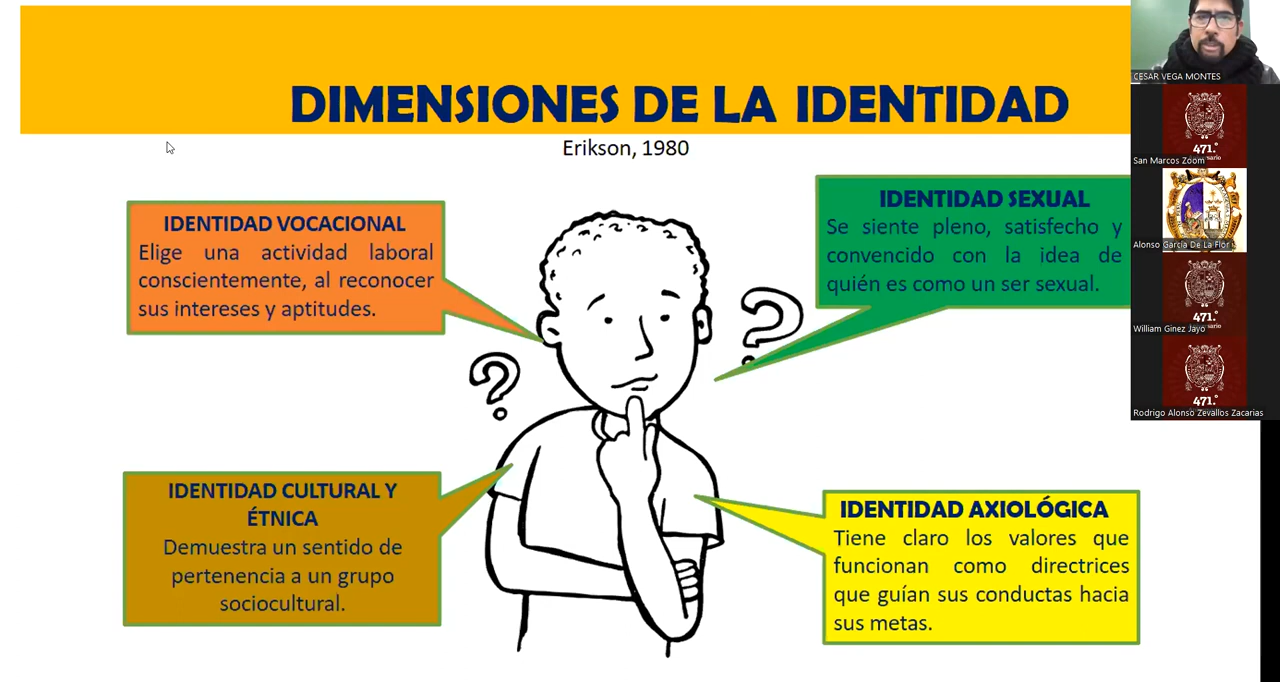 DIMENSIONES DE LA IDENTIDAD
Erikson, 1980
IDENTIDAD VOCACIONAL
Elige una actividad laboral
conscientemente, al reconocer
sus intereses y aptitudes.
IDENTIDAD SEXUAL
Se siente pleno, satisfecho y
convencido con la idea de
quién es como un ser sexual.
?
?
IDENTIDAD CULTURAL Y
ÉTNICA
Demuestra un sentido de
pertenencia a un grupo
sociocultural.
IDENTIDAD AXIOLÓGICA
Tiene claro los valores que
funcionan como directrices
que guían sus conductas hacia
sus metas.
CESAR VEGA MONTES
471.°
San Marcos Zoom
Alonso García De La Flor
471.°
William Ginez Jayo
471.°
Rodrigo Alonso Zevallos Zacarias